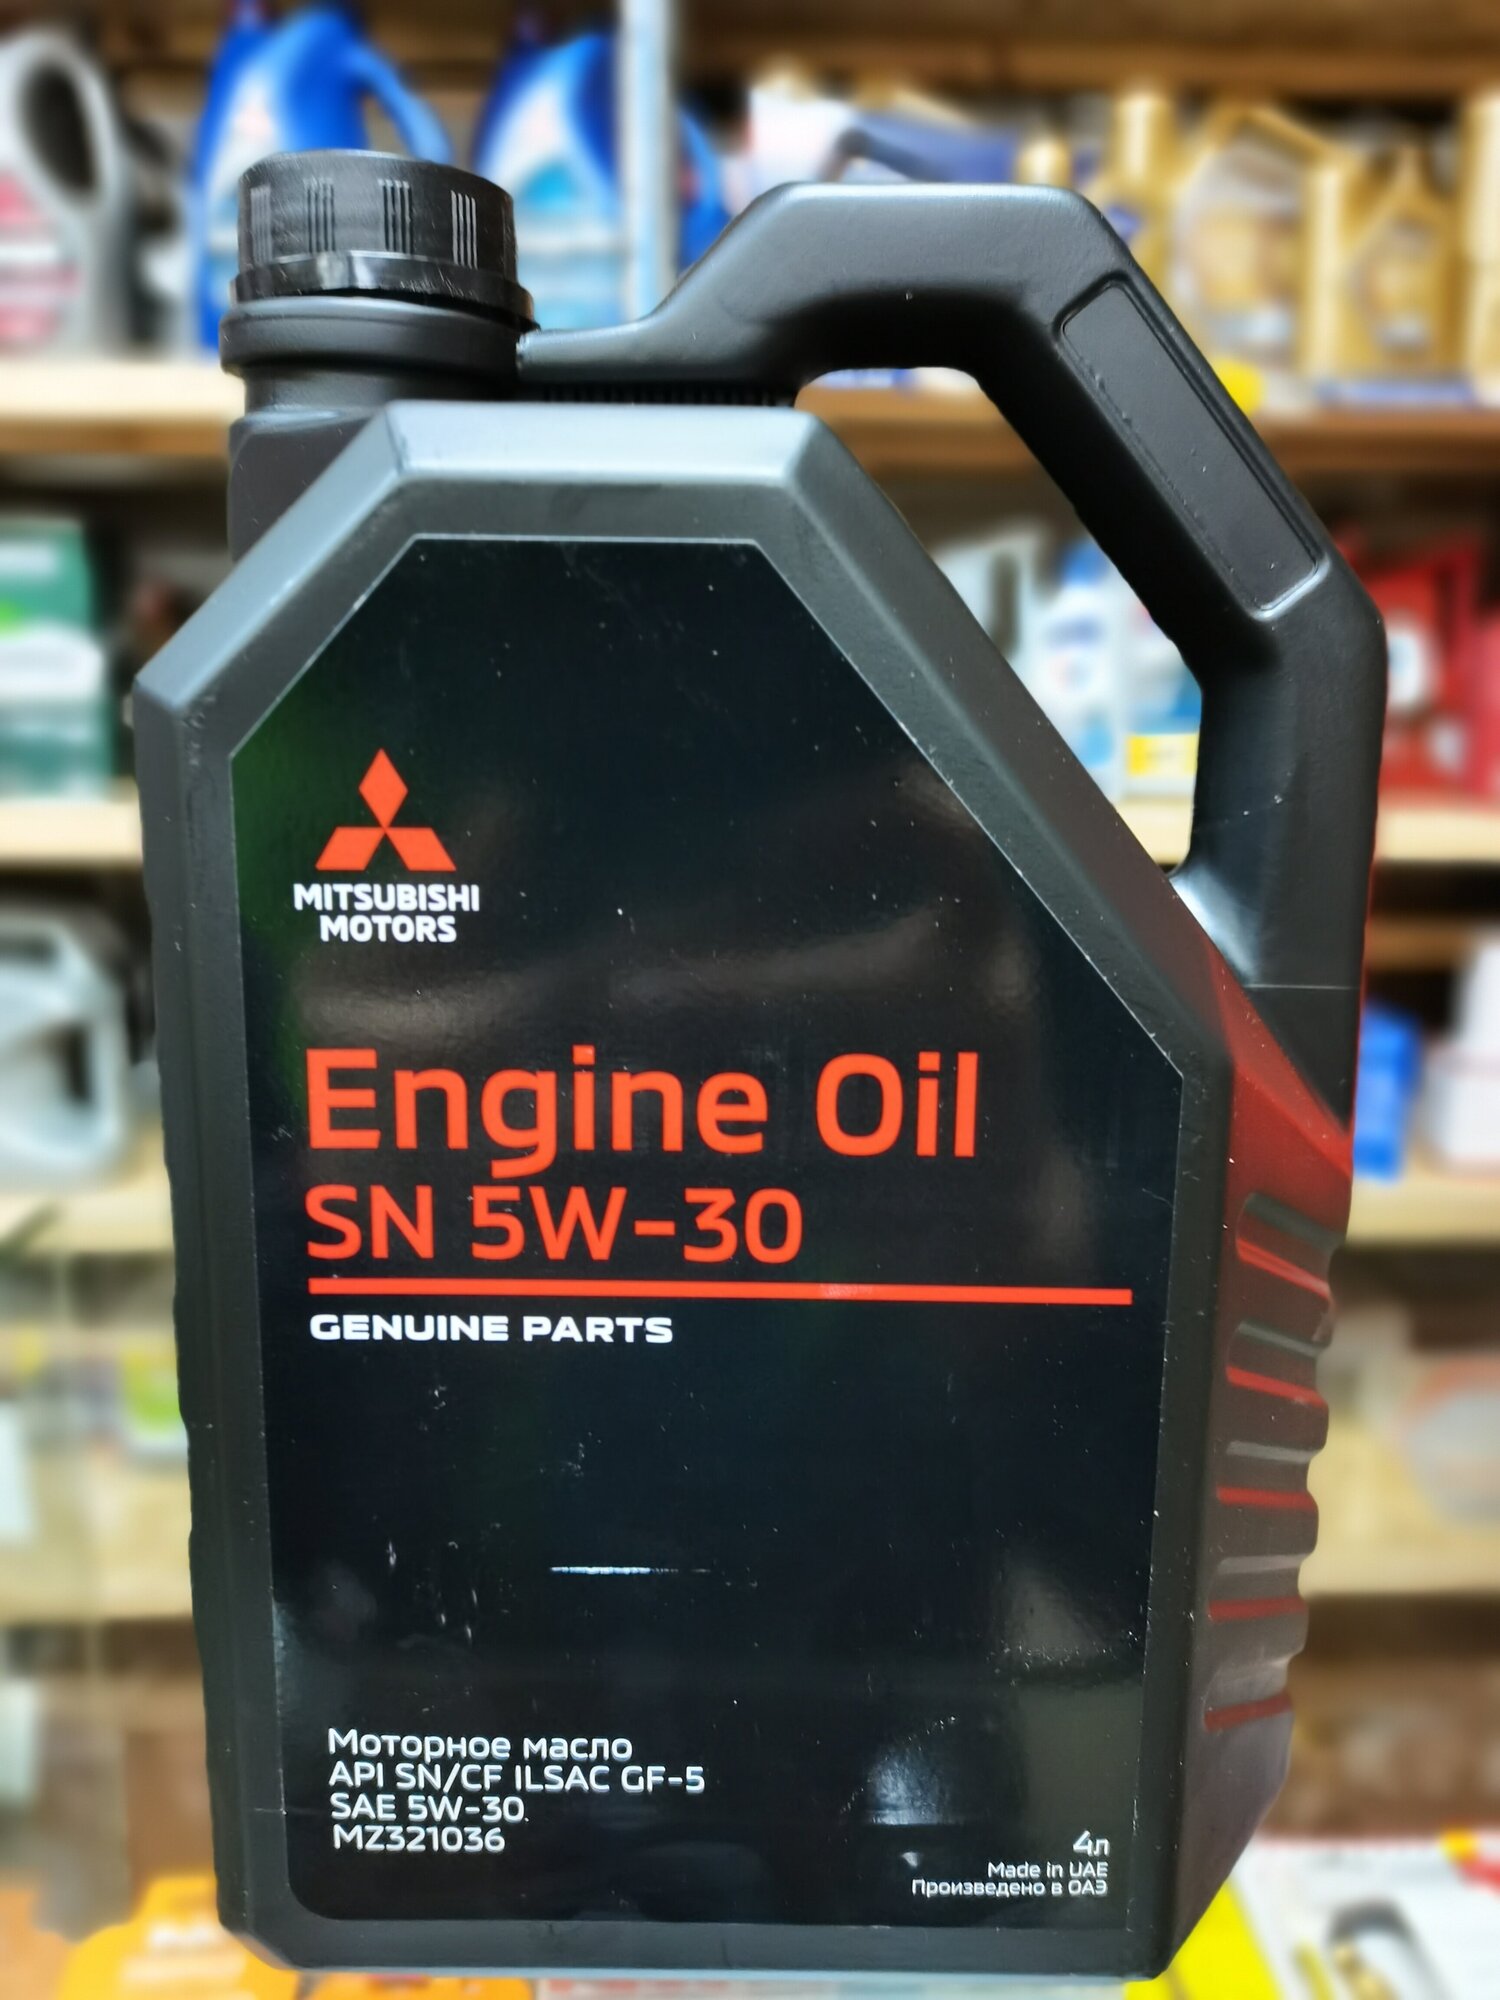 MITSUBISHI
MOTORS
Engine Oil
SN 5W-30
GENUINE PARTS
Моторное масло
API SN/CF ILSAC GF-5
SAE 5W-30
MZ321036
4л
Made in UAE
Произведено в ОАЭ